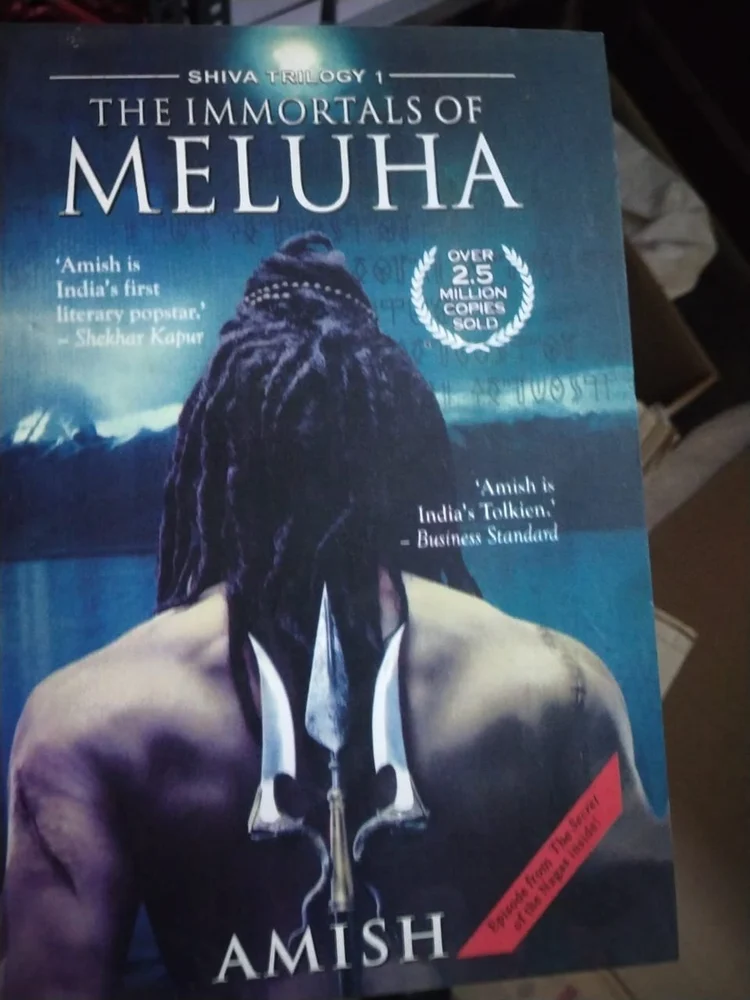 SHIVA TRILOGY 1
THE IMMORTALS OF
MELUHA
'Amish is
India's first
literary popstar.'
– Shekhar Kapur
OVER
2.5
MILLION
COPIES
SOLD
'Amish is
India's Tolkien.'
– Business Standard
Episode from The Secret
of the Nagas inside!
AMISH